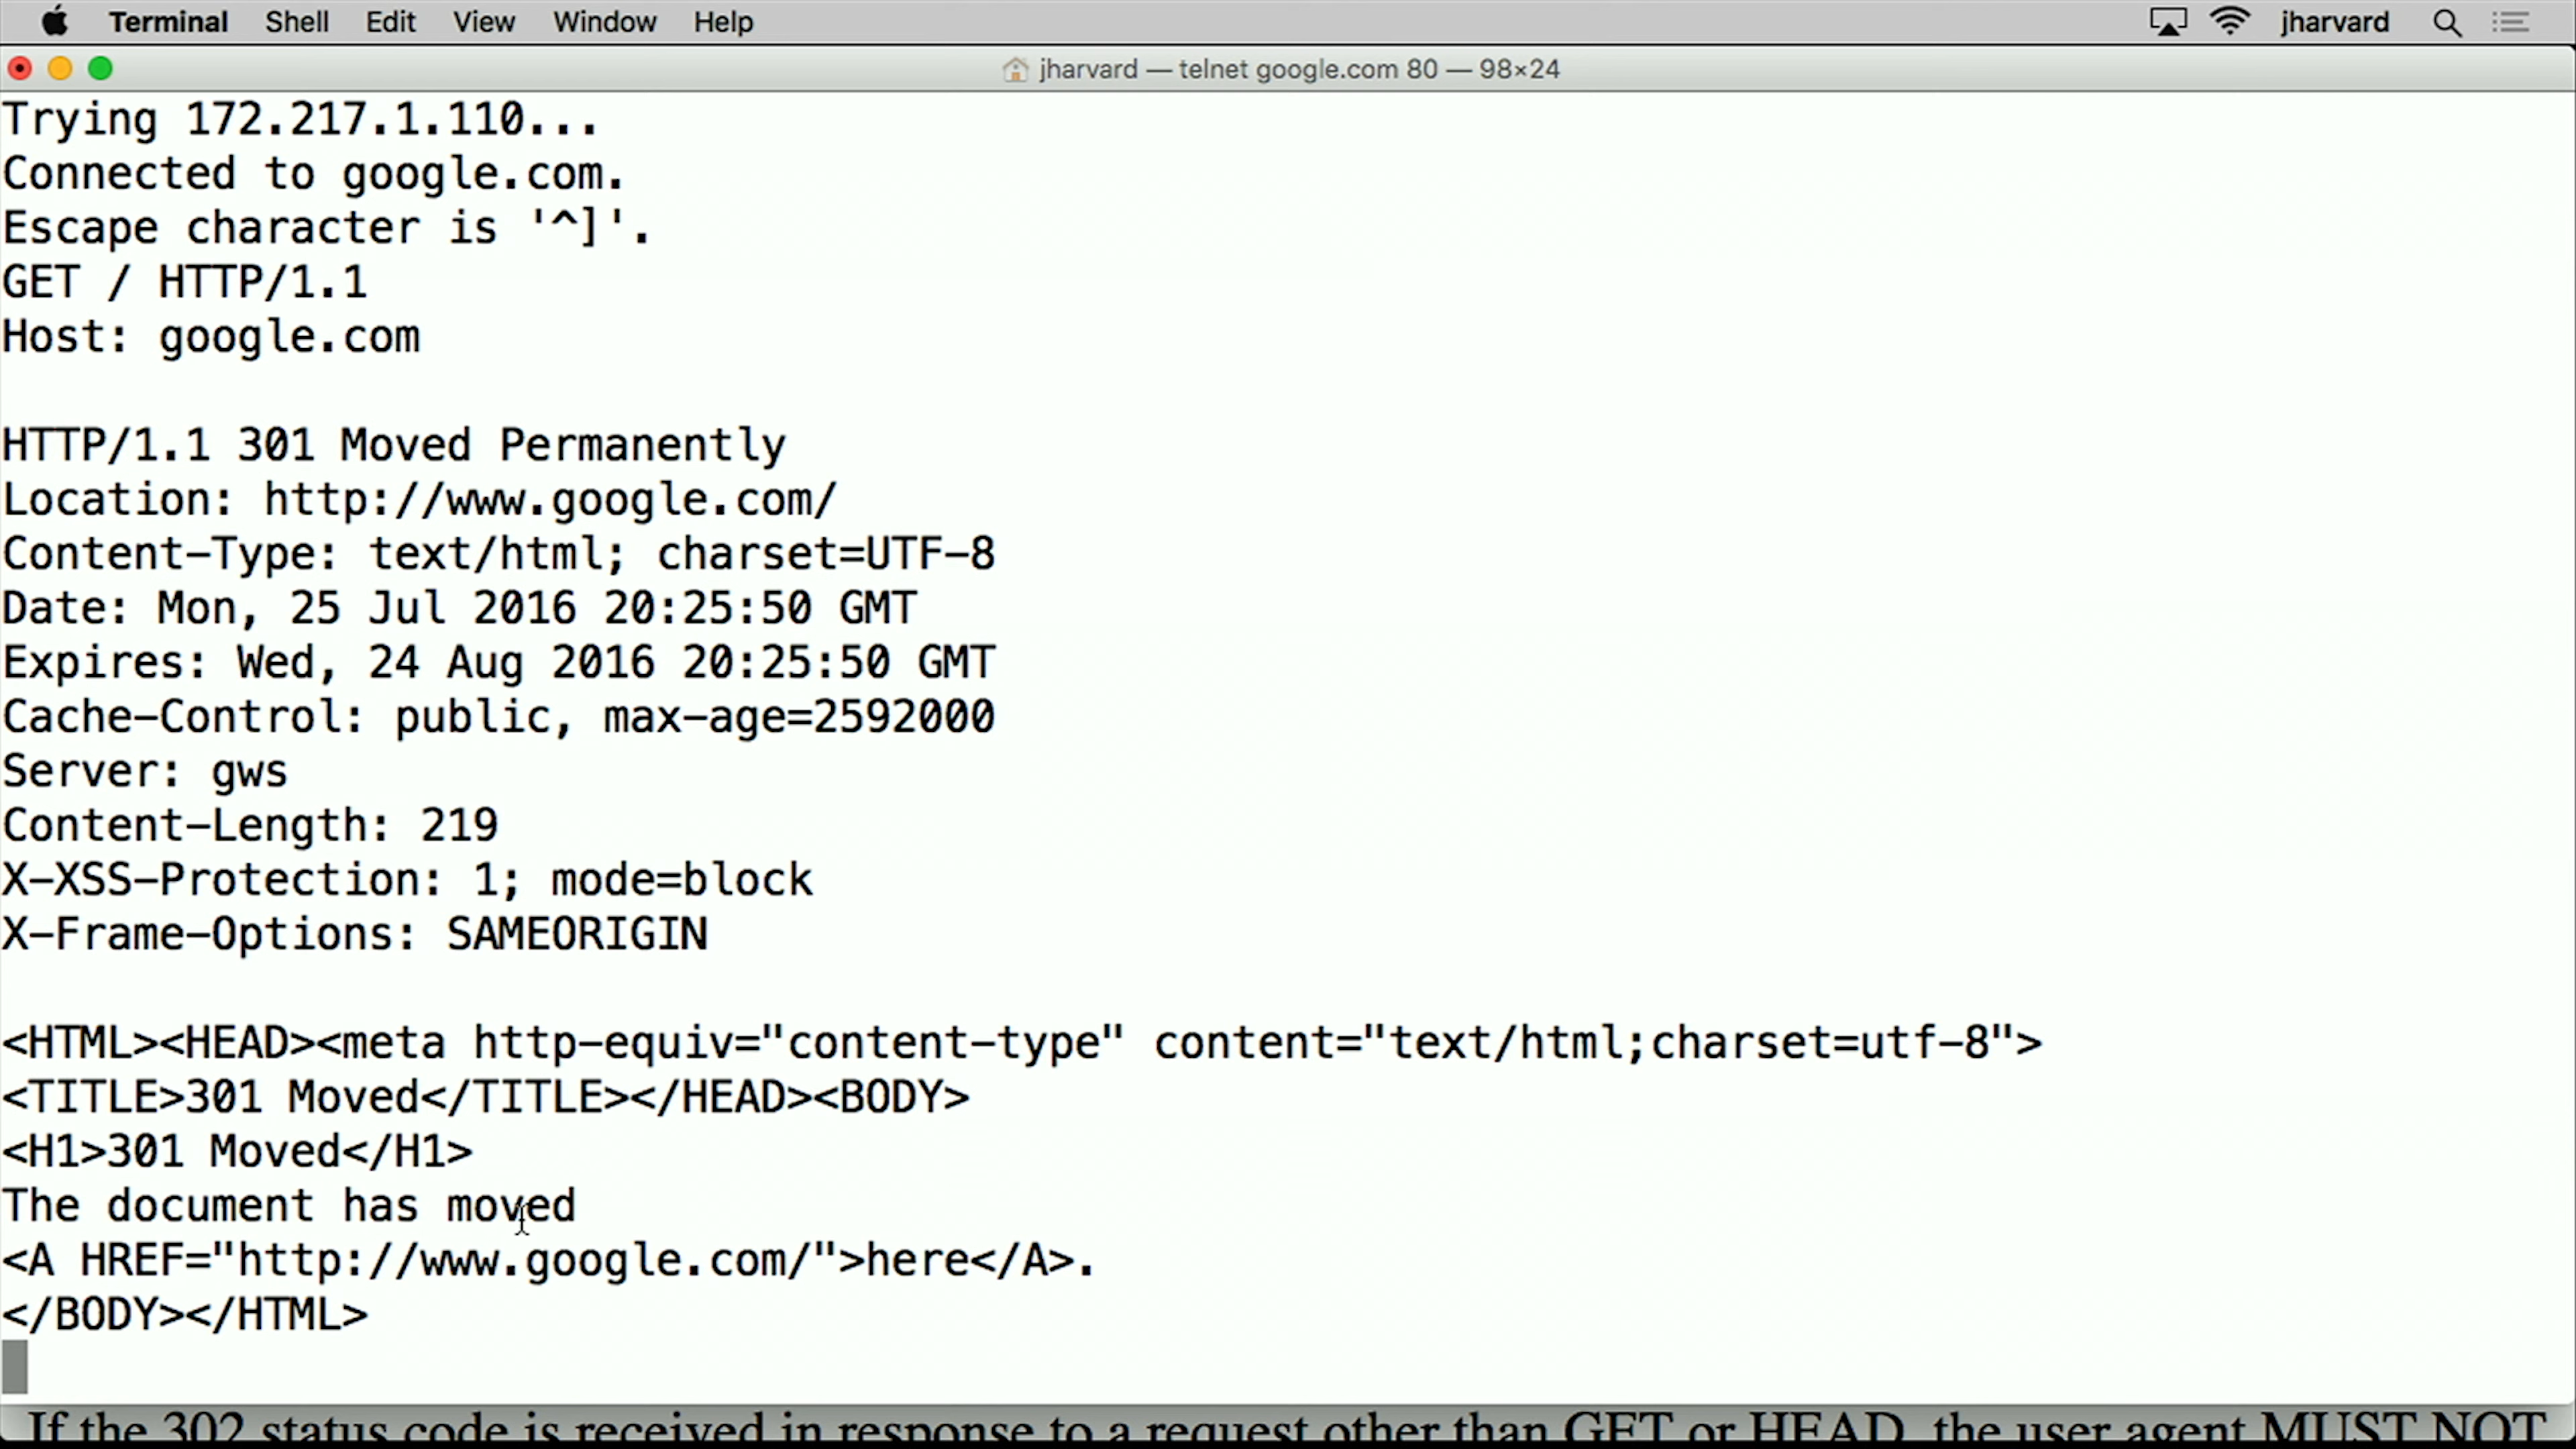 Terminal Shell Edit View Window Help jharvard
jharvard — telnet google.com 80 — 98×24
Trying 172.217.1.110...
Connected to google.com.
Escape character is '^]'.
GET / HTTP/1.1
Host: google.com
HTTP/1.1 301 Moved Permanently
Location: http://www.google.com/
Content-Type: text/html; charset=UTF-8
Date: Mon, 25 Jul 2016 20:25:50 GMT
Expires: Wed, 24 Aug 2016 20:25:50 GMT
Cache-Control: public, max-age=2592000
Server: gws
Content-Length: 219
X-XSS-Protection: 1; mode=block
X-Frame-Options: SAMEORIGIN
<HTML><HEAD><meta http-equiv="content-type" content="text/html;charset=utf-8">
<TITLE>301 Moved</TITLE></HEAD><BODY>
<H1>301 Moved</H1>
The document has moved
<A HREF="http://www.google.com/">here</A>.
</BODY></HTML>
If the 302 status code is received in response to a request other than GET or HEAD, the user agent MUST NOT